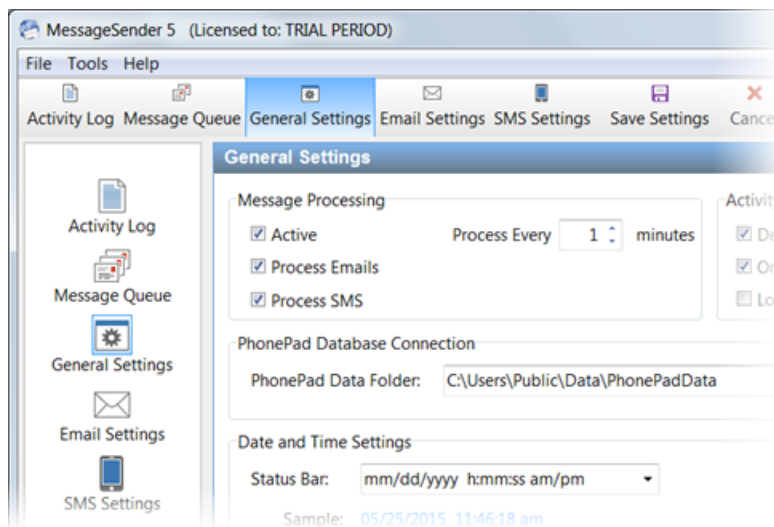 MessageSender 5 (Licensed to: TRIAL PERIOD)
File Tools Help
Activity Log Message Queue General Settings Email Settings SMS Settings Save Settings
General Settings
Activity Log
Message Queue
General Settings
Email Settings
SMS Settings
Message Processing
Active Process Every 1 minutes
Process Emails
Process SMS
PhonePad Database Connection
PhonePad Data Folder: C:\Users\Public\Data\PhonePadData
Date and Time Settings
Status Bar: mm/dd/yyyy h:mm:ss am/pm
Sample: 05/25/2015 11:46:18 am